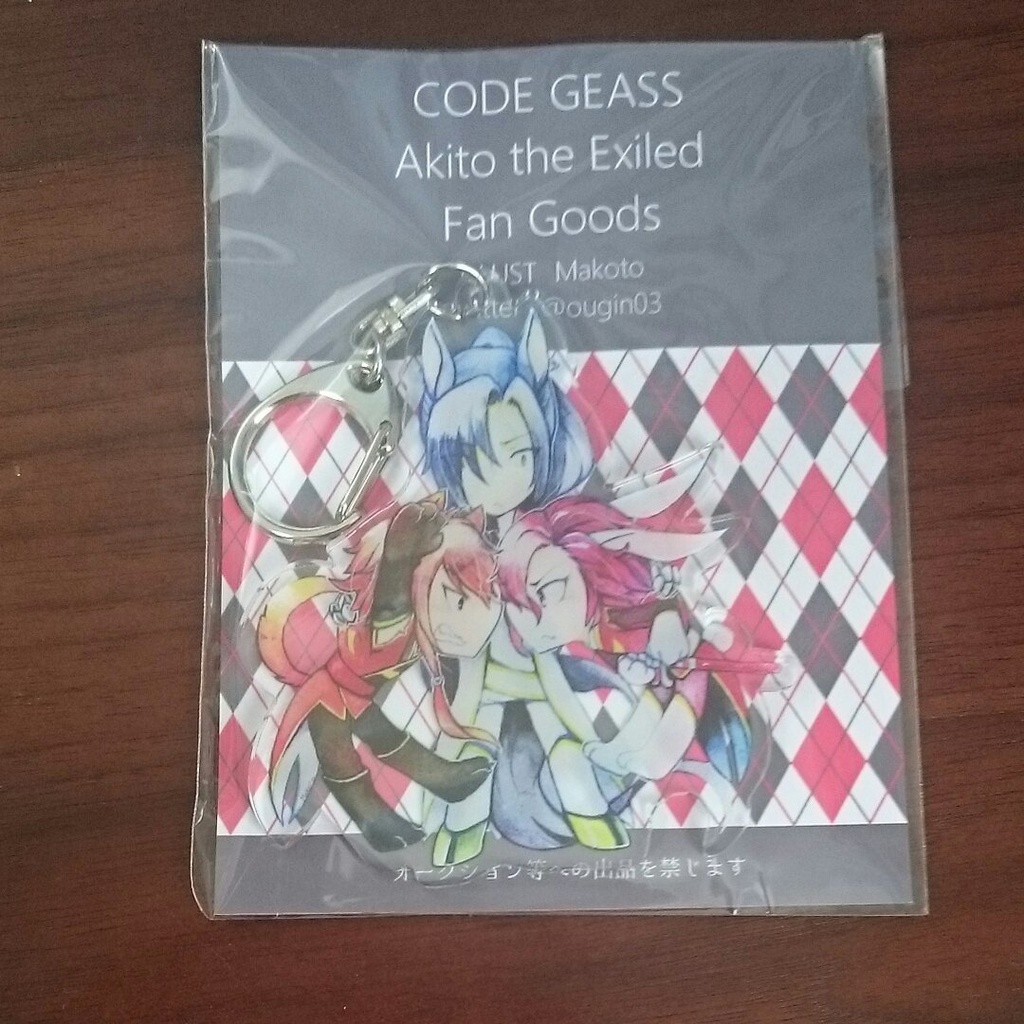 CODE GEASS
Akito the Exiled
Fan Goods
Makoto
@ougin03
オークション等への出品を禁じます